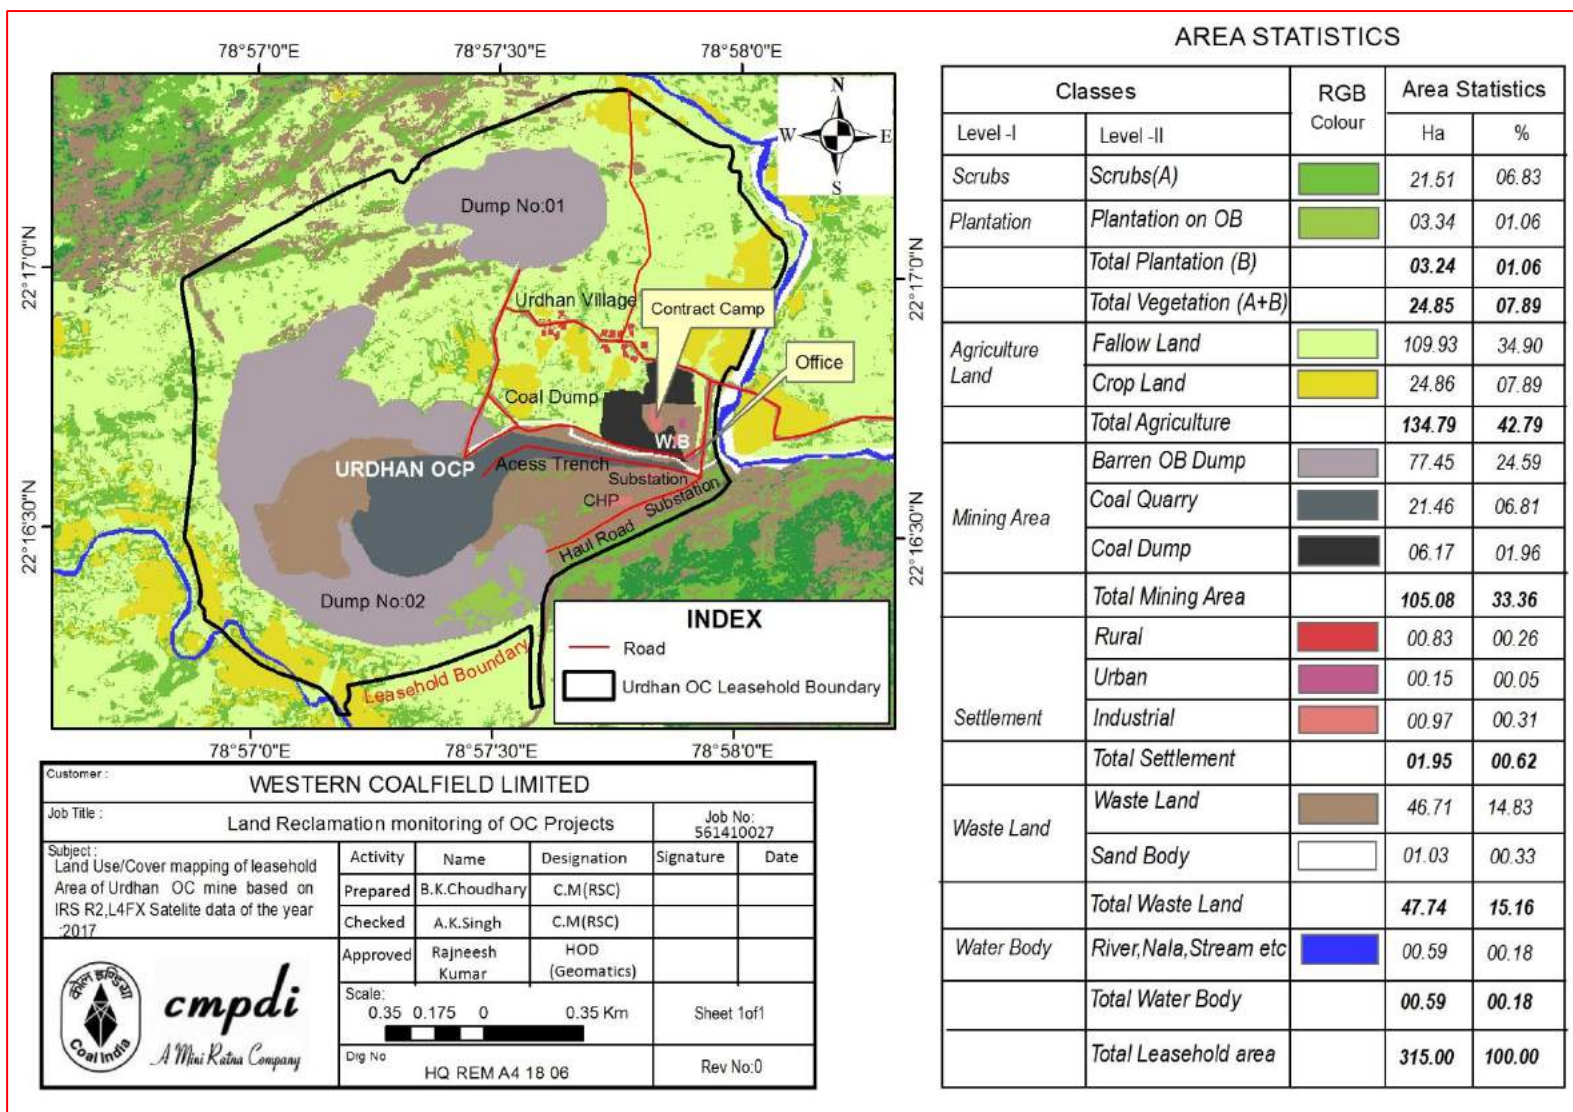 AREA STATISTICS
78°57'0"E 78°57'30"E 78°58'0"E
22°17'0"N
22°16'30"N
22°17'0"N
22°16'30"N
N
W E
S
Dump No:01
Urdhan Village
Contract Camp
Office
Coal Dump
W.B
URDHAN OCP
Acess Trench
Substation
CHP
Haul Road Substation
Dump No:02
Leasehold Boundary
INDEX
Road
Urdhan OC Leasehold Boundary
78°57'0"E 78°57'30"E 78°58'0"E
Customer :
WESTERN COALFIELD LIMITED
Job Title :
Land Reclamation monitoring of OC Projects
Job No:
561410027
Subject :
Land Use/Cover mapping of leasehold
Area of Urdhan OC mine based on
IRS R2,L4FX Satelite data of the year
:2017
Activity Name Designation Signature Date
Prepared B.K.Choudhary C.M(RSC)
Checked A.K.Singh C.M(RSC)
Approved Rajneesh Kumar HOD (Geomatics)
Scale:
0.35 0.175 0 0.35 Km
Sheet 1of1
Drg No
HQ REM A4 18 06
Rev No:0
कोल इण्डिया
Coal India
cmpdi
A Mini Ratna Company
Classes RGB Colour Area Statistics
Level -I Level -II Ha %
Scrubs Scrubs(A) 21.51 06.83
Plantation Plantation on OB 03.34 01.06
Total Plantation (B) 03.24 01.06
Total Vegetation (A+B) 24.85 07.89
Agriculture Land Fallow Land 109.93 34.90
Crop Land 24.86 07.89
Total Agriculture 134.79 42.79
Mining Area Barren OB Dump 77.45 24.59
Coal Quarry 21.46 06.81
Coal Dump 06.17 01.96
Total Mining Area 105.08 33.36
Rural 00.83 00.26
Urban 00.15 00.05
Settlement Industrial 00.97 00.31
Total Settlement 01.95 00.62
Waste Land Waste Land 46.71 14.83
Sand Body 01.03 00.33
Total Waste Land 47.74 15.16
Water Body River,Nala,Stream etc 00.59 00.18
Total Water Body 00.59 00.18
Total Leasehold area 315.00 100.00